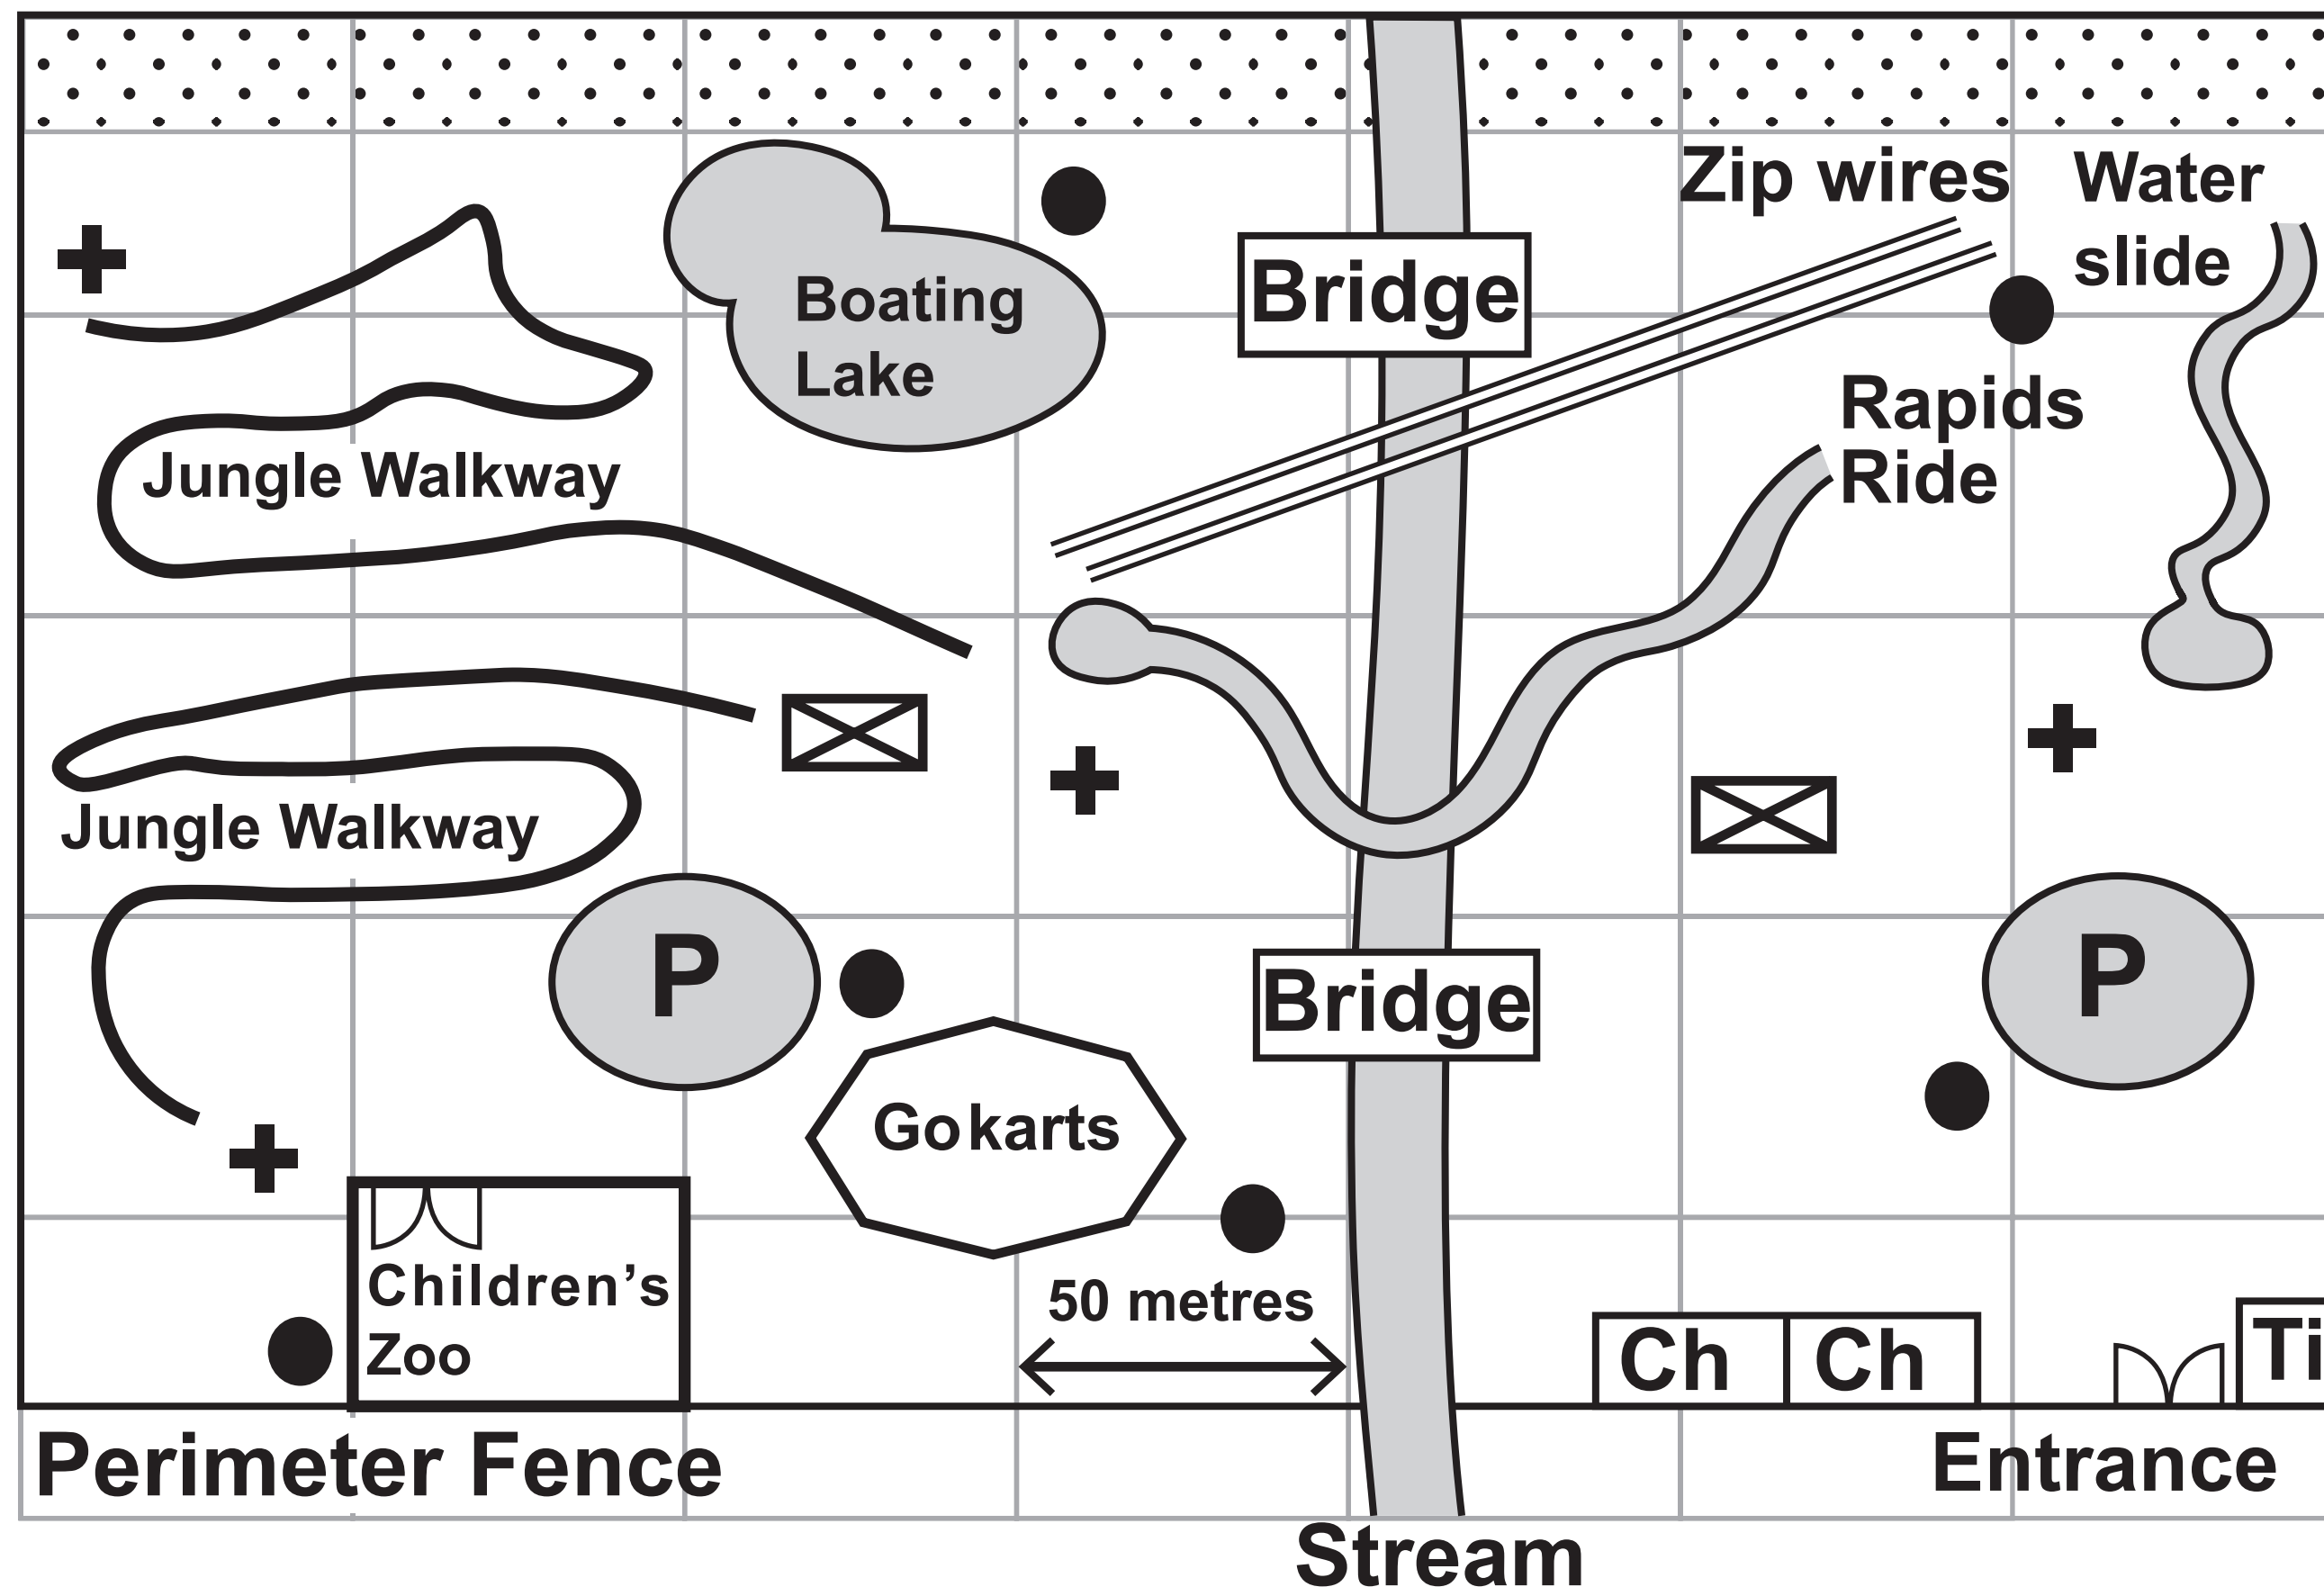 Zip wires
Water
slide
Boating
Lake
Bridge
Rapids
Ride
Jungle Walkway
Jungle Walkway
P
P
Bridge
Gokarts
Children’s
Zoo
50 metres
Ch
Ch
Ti
Perimeter Fence
Entrance
Stream